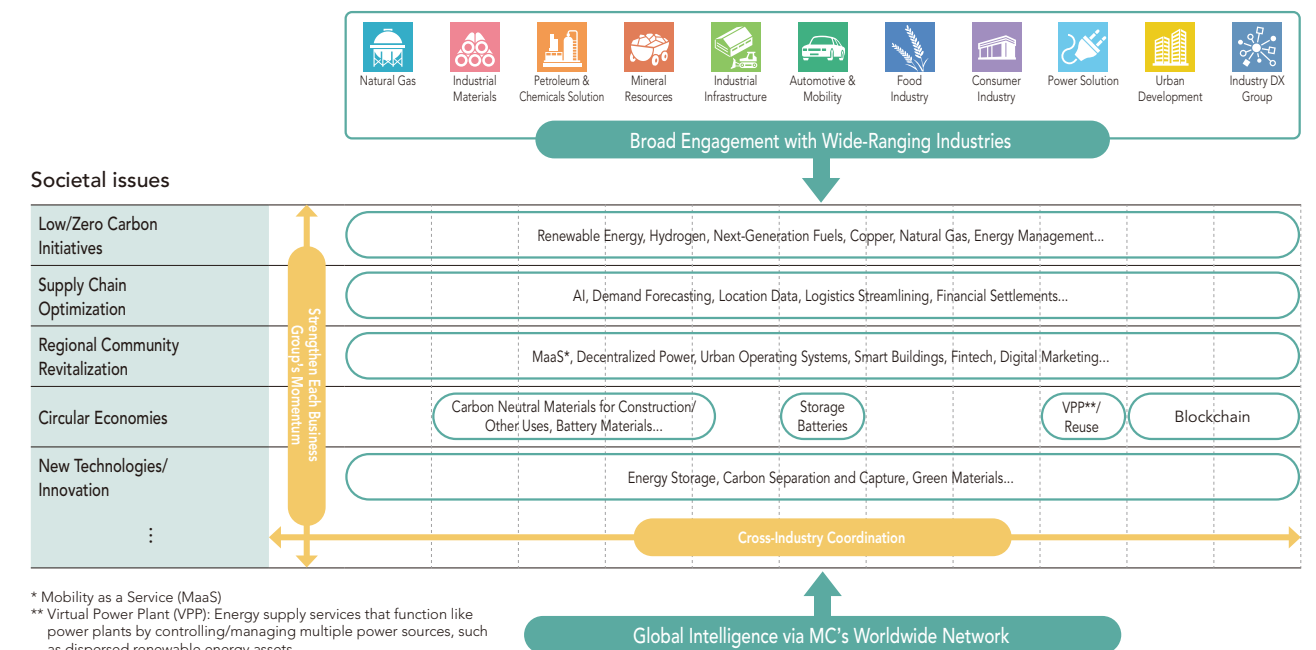 Natural Gas
Industrial
Materials
Petroleum &
Chemicals Solution
Mineral
Resources
Industrial
Infrastructure
Automotive &
Mobility
Food
Industry
Consumer
Industry
Power Solution
Urban
Development
Industry DX
Group
Broad Engagement with Wide-Ranging Industries
Societal issues
Low/Zero Carbon
Initiatives
Renewable Energy, Hydrogen, Next-Generation Fuels, Copper, Natural Gas, Energy Management...
Supply Chain
Optimization
AI, Demand Forecasting, Location Data, Logistics Streamlining, Financial Settlements...
Strengthen Each Business
Group's Momentum
Regional Community
Revitalization
MaaS*, Decentralized Power, Urban Operating Systems, Smart Buildings, Fintech, Digital Marketing...
Circular Economies
Carbon Neutral Materials for Construction/
Other Uses, Battery Materials...
Storage
Batteries
VPP**/
Reuse
Blockchain
New Technologies/
Innovation
Energy Storage, Carbon Separation and Capture, Green Materials...
⋮
Cross-Industry Coordination
* Mobility as a Service (MaaS)
** Virtual Power Plant (VPP): Energy supply services that function like
power plants by controlling/managing multiple power sources, such
as dispersed renewable energy assets
Global Intelligence via MC's Worldwide Network